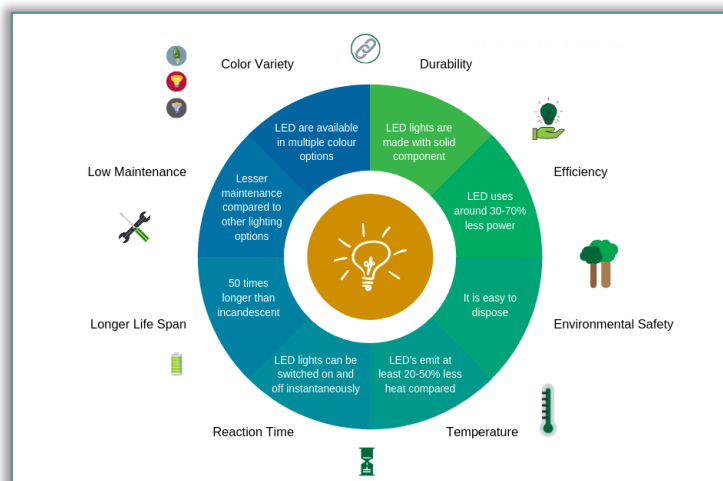 Color Variety
Durability
LED are available
in multiple colour
options
LED lights are
made with solid
component
Low Maintenance
Efficiency
Lesser
maintenance
compared to
other lighting
options
LED uses
around 30-70%
less power
50 times
longer than
incandescent
It is easy to
dispose
Longer Life Span
Environmental Safety
LED lights can be
switched on and
off instantaneously
LED's emit at
least 20-50% less
heat compared
Reaction Time
Temperature